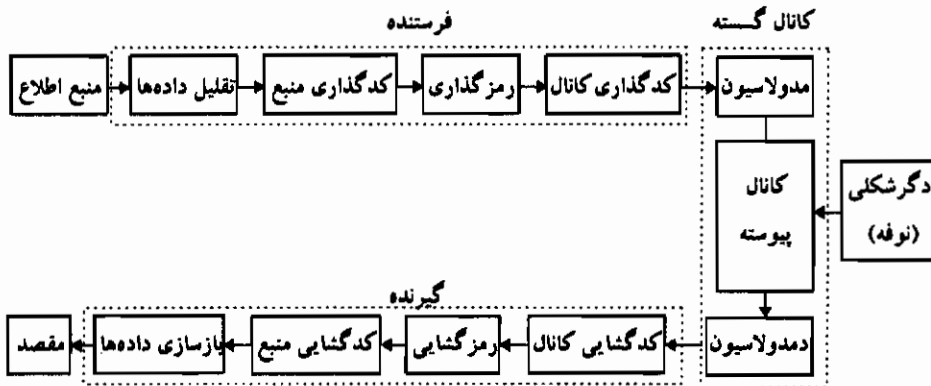 فرستنده
کانال گسسته
منبع اطلاع
تقلیل داده‌ها
کدگذاری منبع
رمزگذاری
کدگذاری کانال
مدولاسیون
کانال
پیوسته
دگرشکلی
(نوفه)
گیرنده
دمدولاسیون
کدگشایی کانال
رمزگشایی
کدگشایی منبع
بازسازی داده‌ها
مقصد